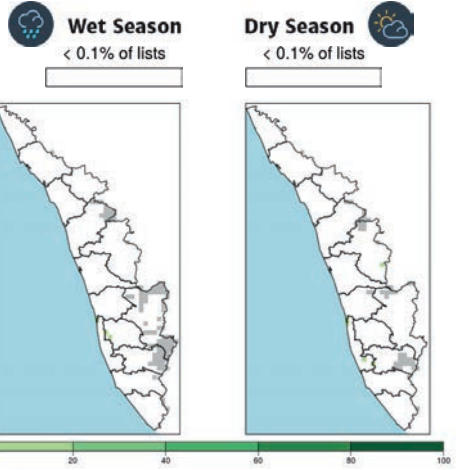 Wet Season
Dry Season
< 0.1% of lists
< 0.1% of lists
20
40
60
80
100